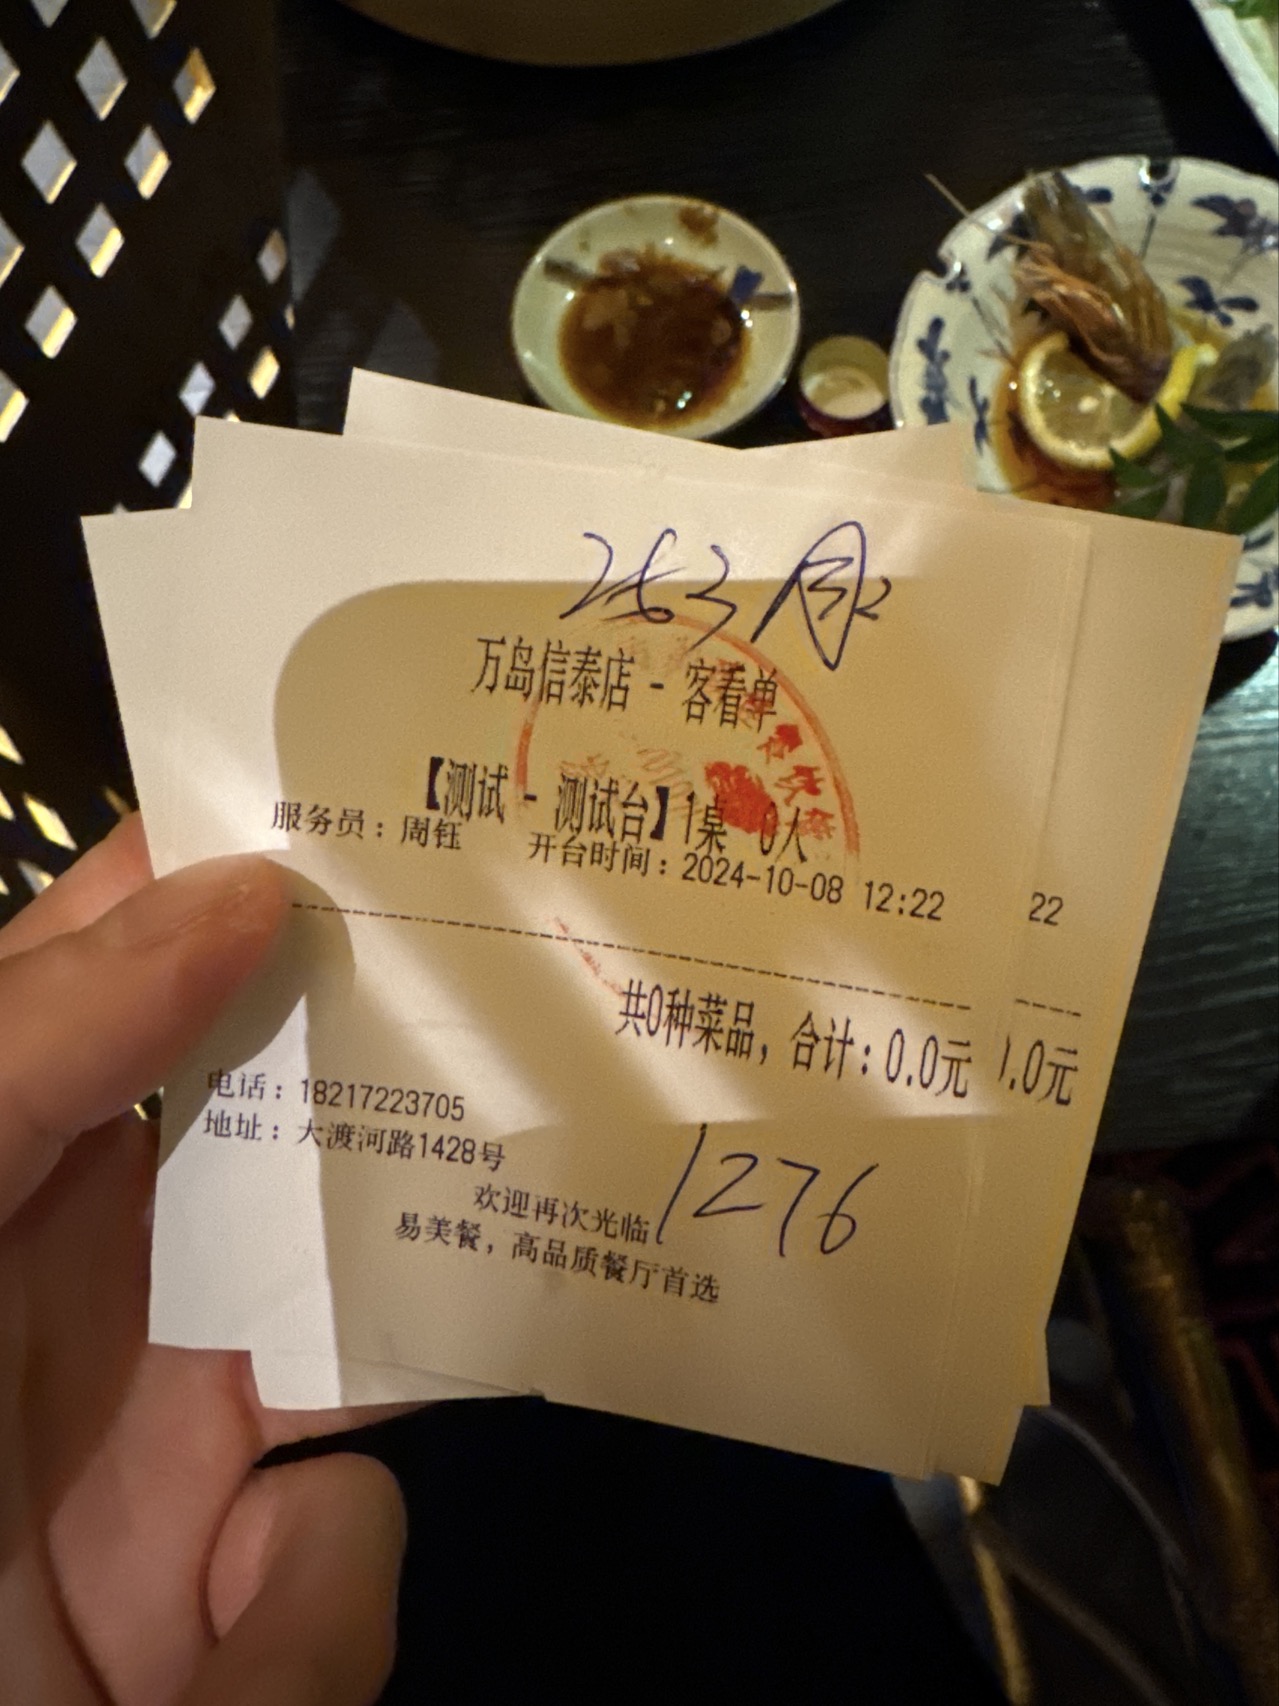 万岛信泰店 - 客看单
【测试 - 测试台】1桌 0人
服务员：周钰 开台时间：2024-10-08 12:22
22
共0种菜品，合计：0.0元
.0元
电话：18217223705
地址：大渡河路1428号
1276
欢迎再次光临
易美餐，高品质餐厅首选